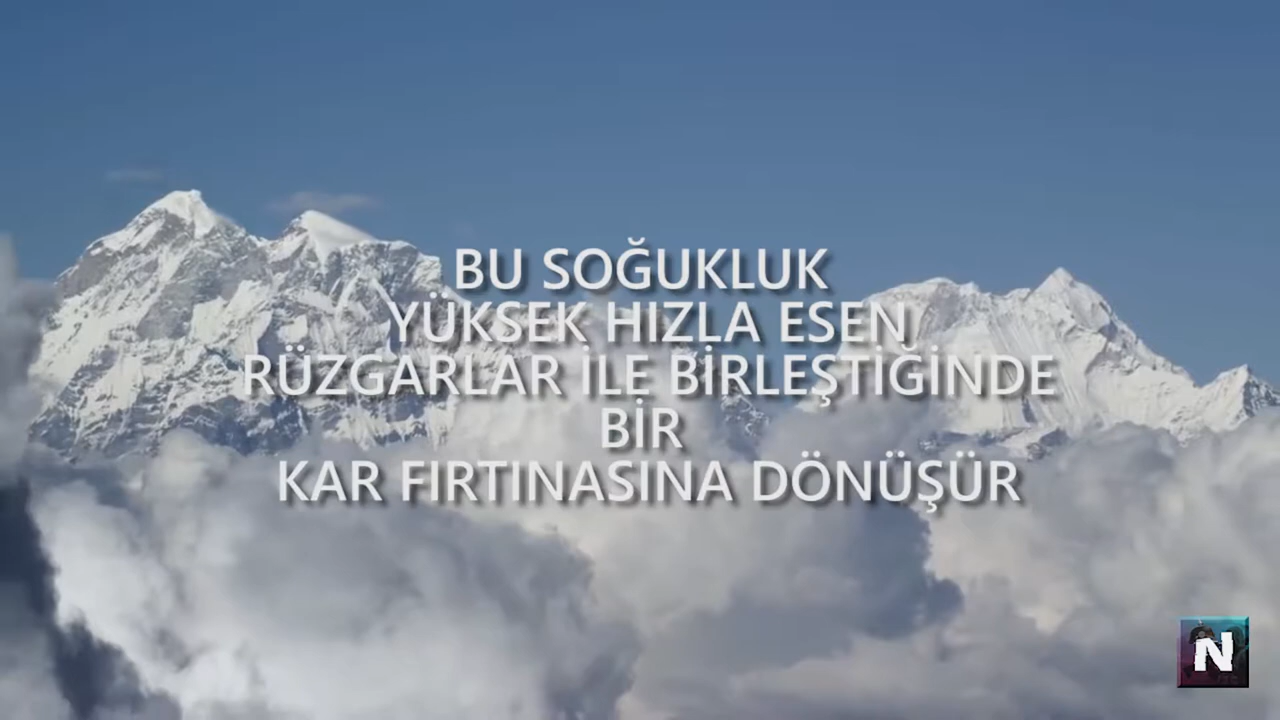 BU SOĞUKLUK
YÜKSEK HIZLA ESEN
RÜZGARLAR İLE BİRLEŞTİĞİNDE
BİR
KAR FIRTINASINA DÖNÜŞÜR
N